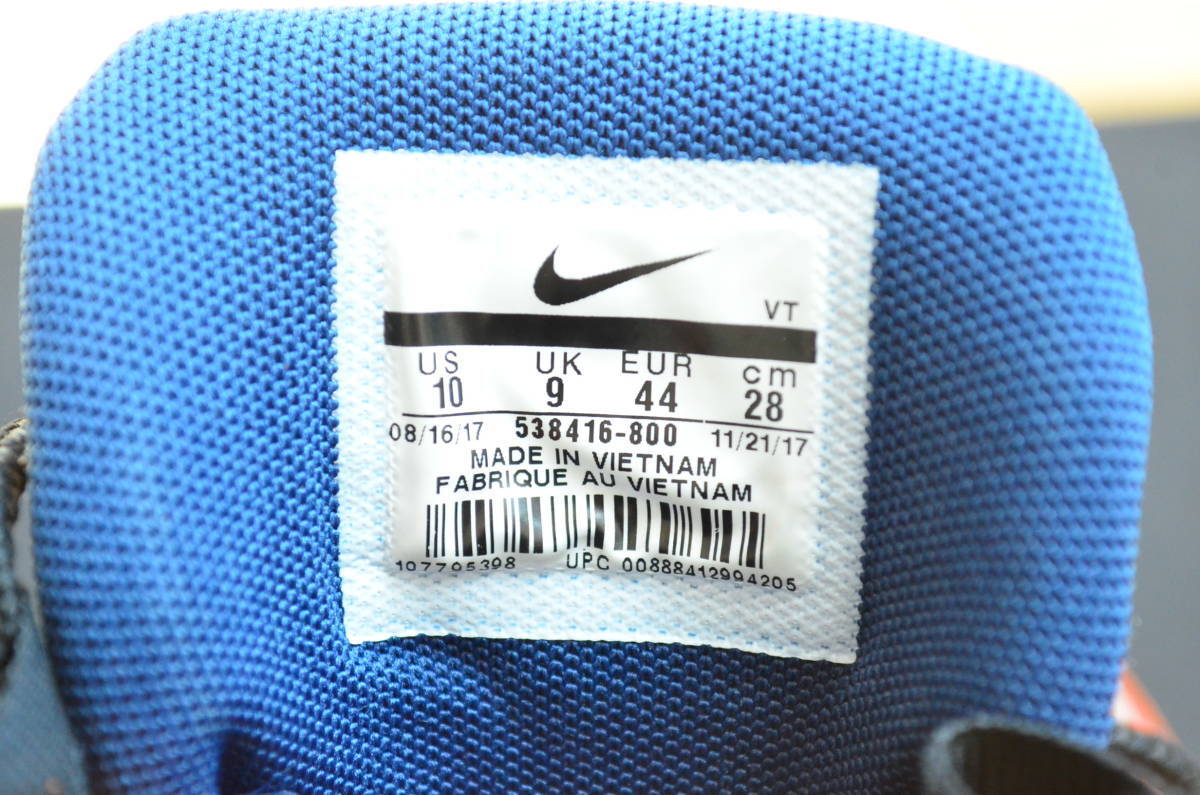 VT
US UK EUR cm
10 9 44 28
08/16/17 538416-800 11/21/17
MADE IN VIETNAM
FABRIQUE AU VIETNAM
107795398 UPC 00888412994205